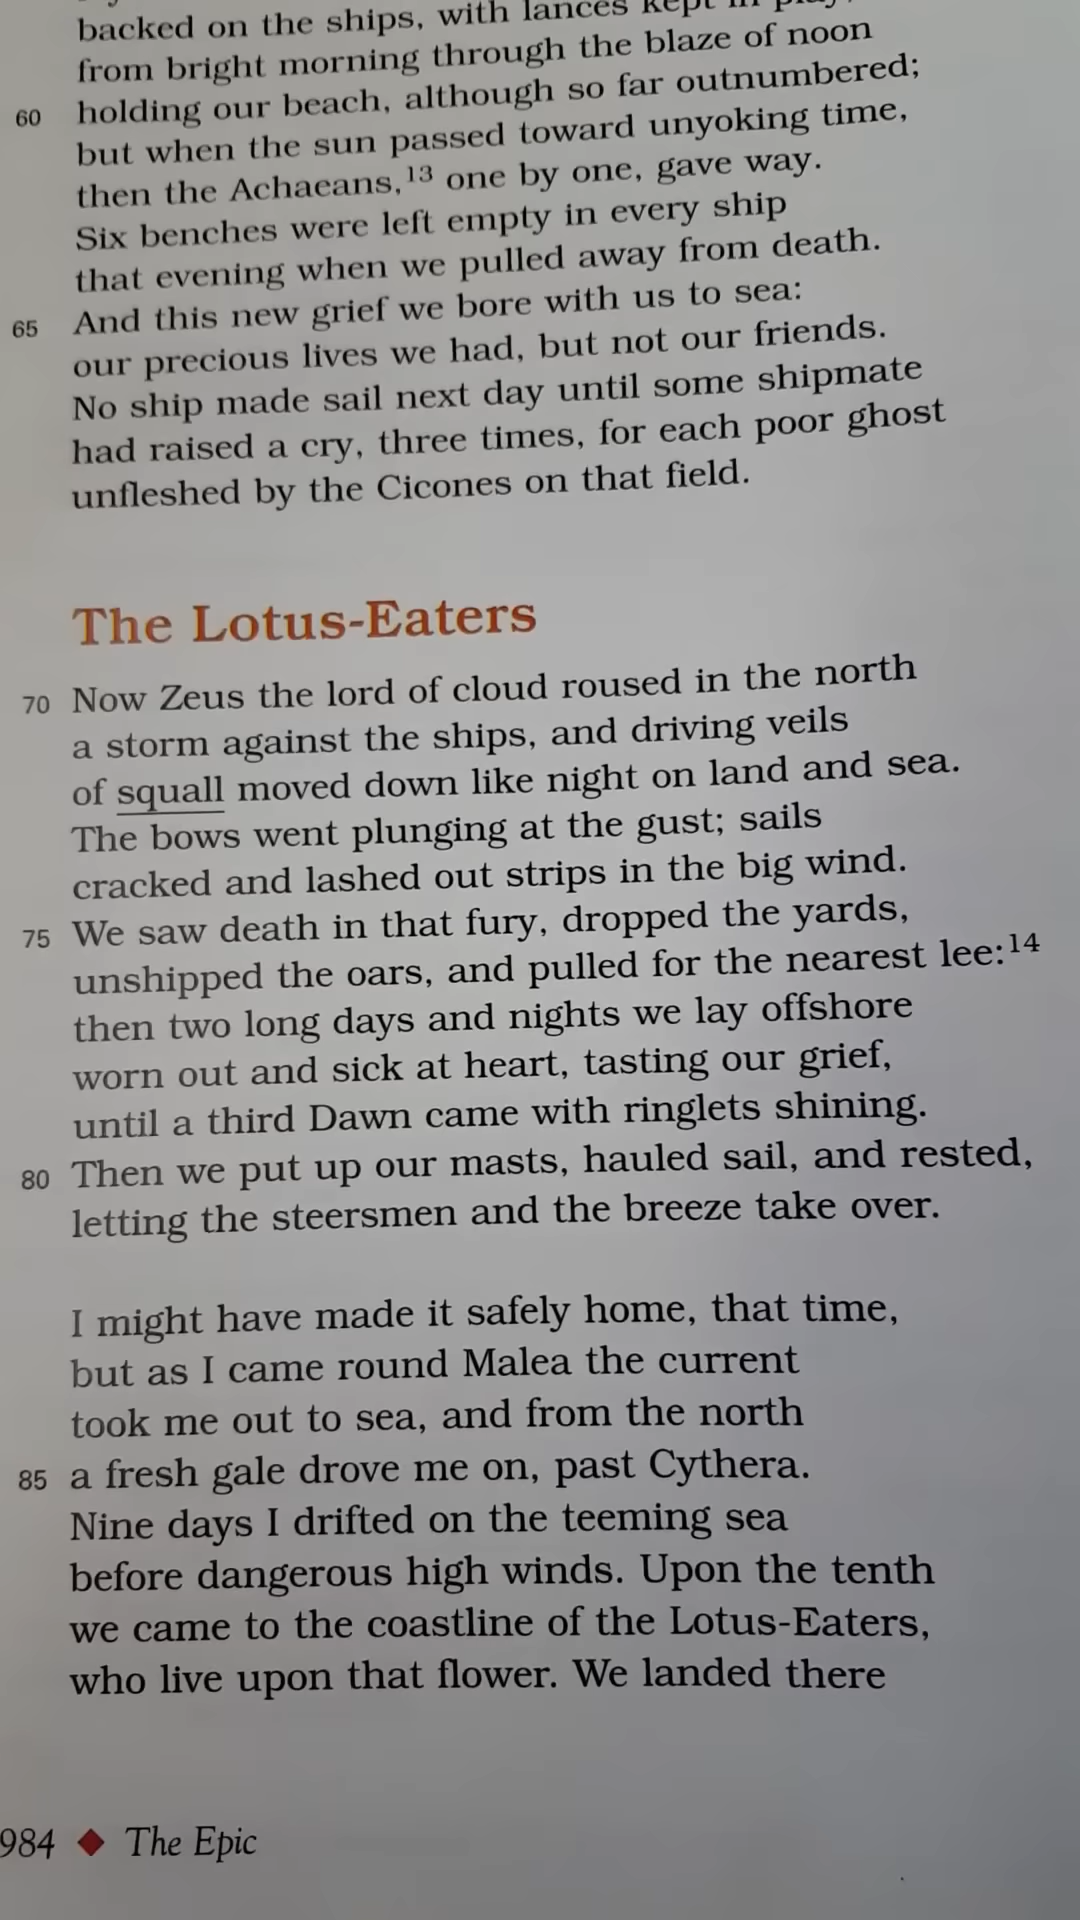 backed on the ships, with lances kept in
from bright morning through the blaze of noon
60 holding our beach, although so far outnumbered;
but when the sun passed toward unyoking time,
then the Achaeans,13 one by one, gave way.
Six benches were left empty in every ship
that evening when we pulled away from death.
65 And this new grief we bore with us to sea:
our precious lives we had, but not our friends.
No ship made sail next day until some shipmate
had raised a cry, three times, for each poor ghost
unfleshed by the Cicones on that field.
The Lotus-Eaters
70 Now Zeus the lord of cloud roused in the north
a storm against the ships, and driving veils
of squall moved down like night on land and sea.
The bows went plunging at the gust; sails
cracked and lashed out strips in the big wind.
75 We saw death in that fury, dropped the yards,
unshipped the oars, and pulled for the nearest lee:14
then two long days and nights we lay offshore
worn out and sick at heart, tasting our grief,
until a third Dawn came with ringlets shining.
80 Then we put up our masts, hauled sail, and rested,
letting the steersmen and the breeze take over.
I might have made it safely home, that time,
but as I came round Malea the current
took me out to sea, and from the north
85 a fresh gale drove me on, past Cythera.
Nine days I drifted on the teeming sea
before dangerous high winds. Upon the tenth
we came to the coastline of the Lotus-Eaters,
who live upon that flower. We landed there
984 ◆ The Epic